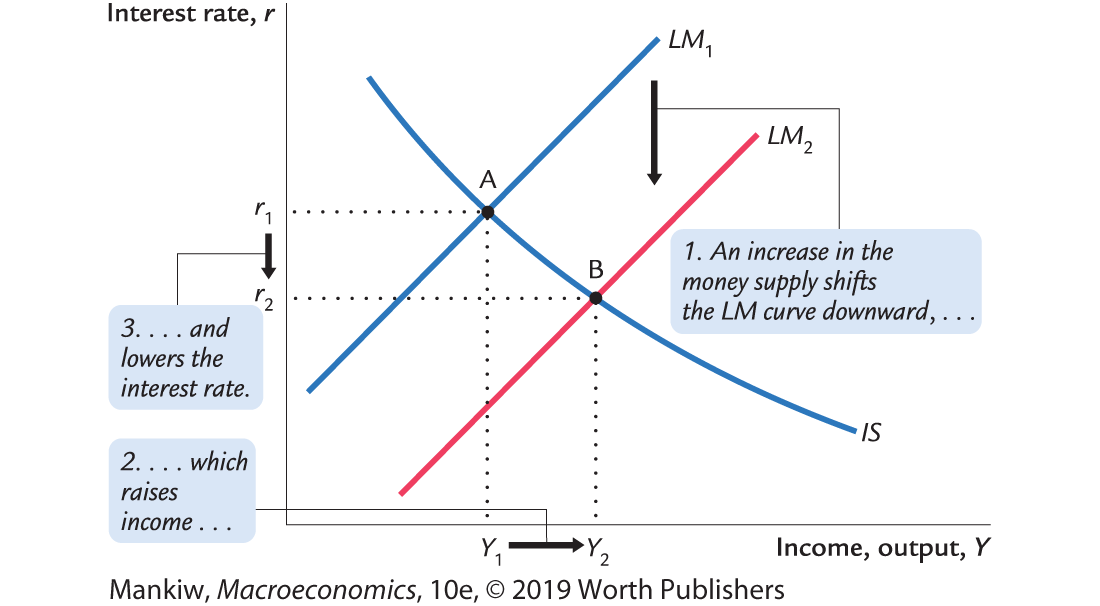 Interest rate, r
LM1
LM2
A
r1
B
r2
1. An increase in the
money supply shifts
the LM curve downward, . . .
3. . . . and
lowers the
interest rate.
IS
2. . . . which
raises
income . . .
Y1
Y2
Income, output, Y
Mankiw, Macroeconomics, 10e, © 2019 Worth Publishers